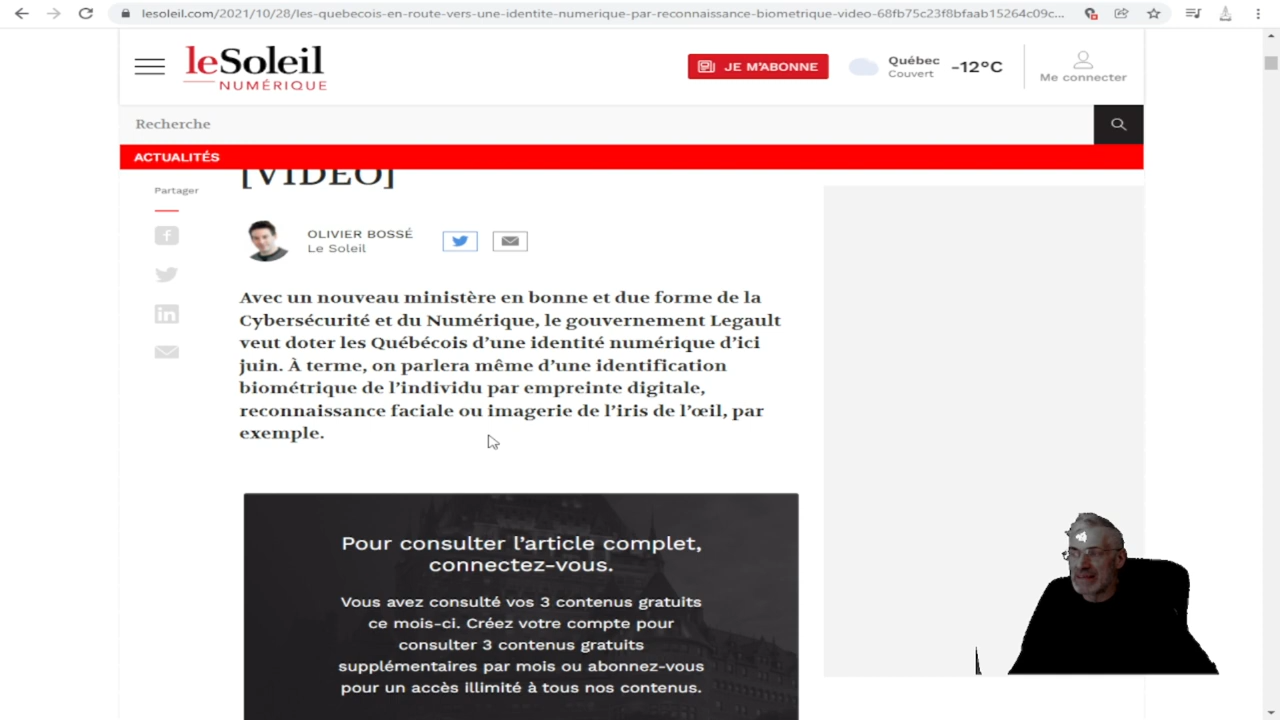 lesoleil.com/2021/10/28/les-quebecois-en-route-vers-une-identite-numerique-par-reconnaissance-biometrique-video-68fb75c23f8bfaab15264c09c...
leSoleil
NUMÉRIQUE
JE M'ABONNE
Québec
Couvert
-12°C
Me connecter
Recherche
ACTUALITÉS
[VIDÉO]
Partager
OLIVIER BOSSÉ
Le Soleil
Avec un nouveau ministère en bonne et due forme de la
Cybersécurité et du Numérique, le gouvernement Legault
veut doter les Québécois d’une identité numérique d’ici
juin. À terme, on parlera même d’une identification
biométrique de l’individu par empreinte digitale,
reconnaissance faciale ou imagerie de l’iris de l’œil, par
exemple.
Pour consulter l’article complet,
connectez-vous.
Vous avez consulté vos 3 contenus gratuits
ce mois-ci. Créez votre compte pour
consulter 3 contenus gratuits
supplémentaires par mois ou abonnez-vous
pour un accès illimité à tous nos contenus.